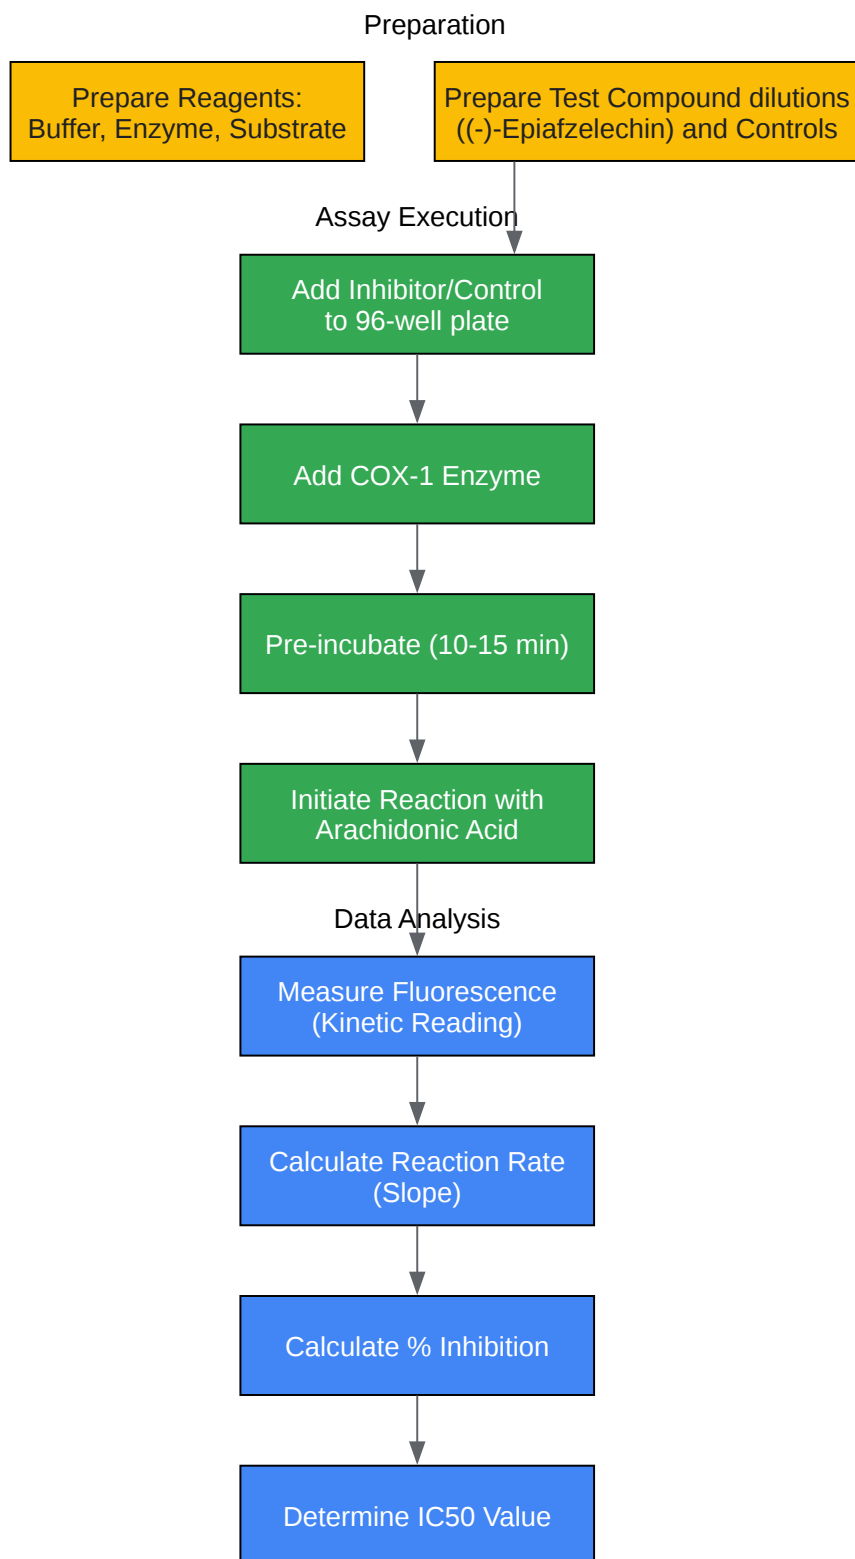 Preparation
Prepare Reagents:
Buffer, Enzyme, Substrate
Prepare Test Compound dilutions
((-)-Epiafzelechin) and Controls
Assay Execution
Add Inhibitor/Control
to 96-well plate
Add COX-1 Enzyme
Pre-incubate (10-15 min)
Initiate Reaction with
Arachidonic Acid
Data Analysis
Measure Fluorescence
(Kinetic Reading)
Calculate Reaction Rate
(Slope)
Calculate % Inhibition
Determine IC50 Value